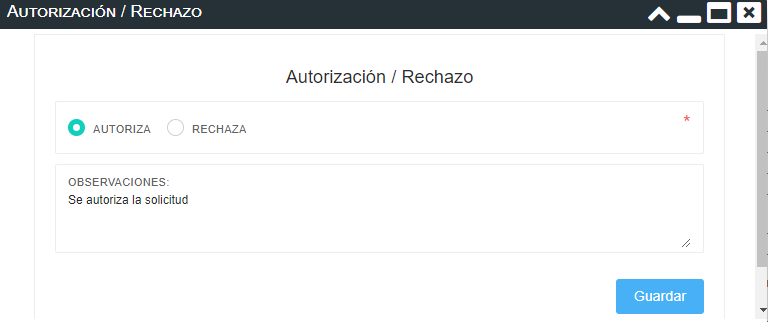 AUTORIZACIÓN / RECHAZO
Autorización / Rechazo
AUTORIZA RECHAZA *
OBSERVACIONES:
Se autoriza la solicitud
Guardar